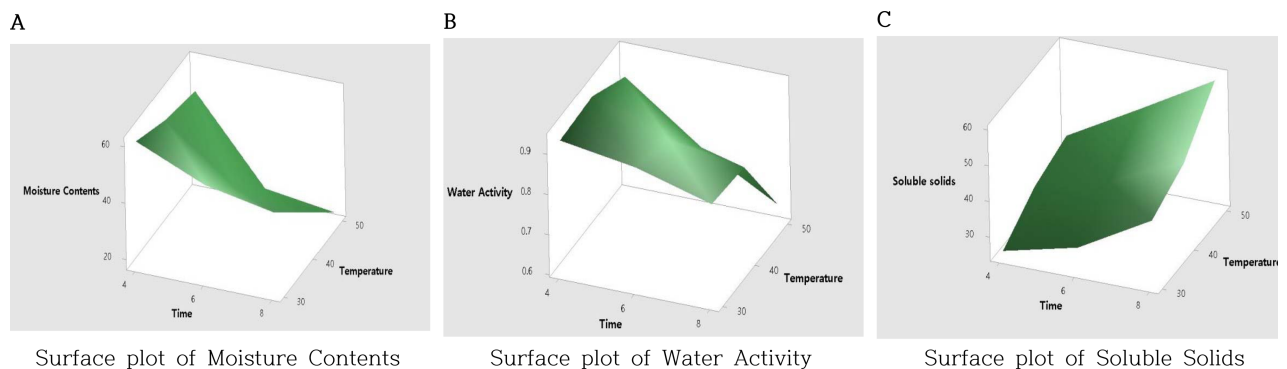 A
60
Moisture Contents
40
20
4
6
8
Time
30
40
50
Temperature
Surface plot of Moisture Contents
B
0.9
0.8
Water Activity
0.7
0.6
4
6
8
Time
30
40
50
Temperature
Surface plot of Water Activity
C
60
50
Soluble solids
40
30
4
6
8
Time
30
40
50
Temperature
Surface plot of Soluble Solids